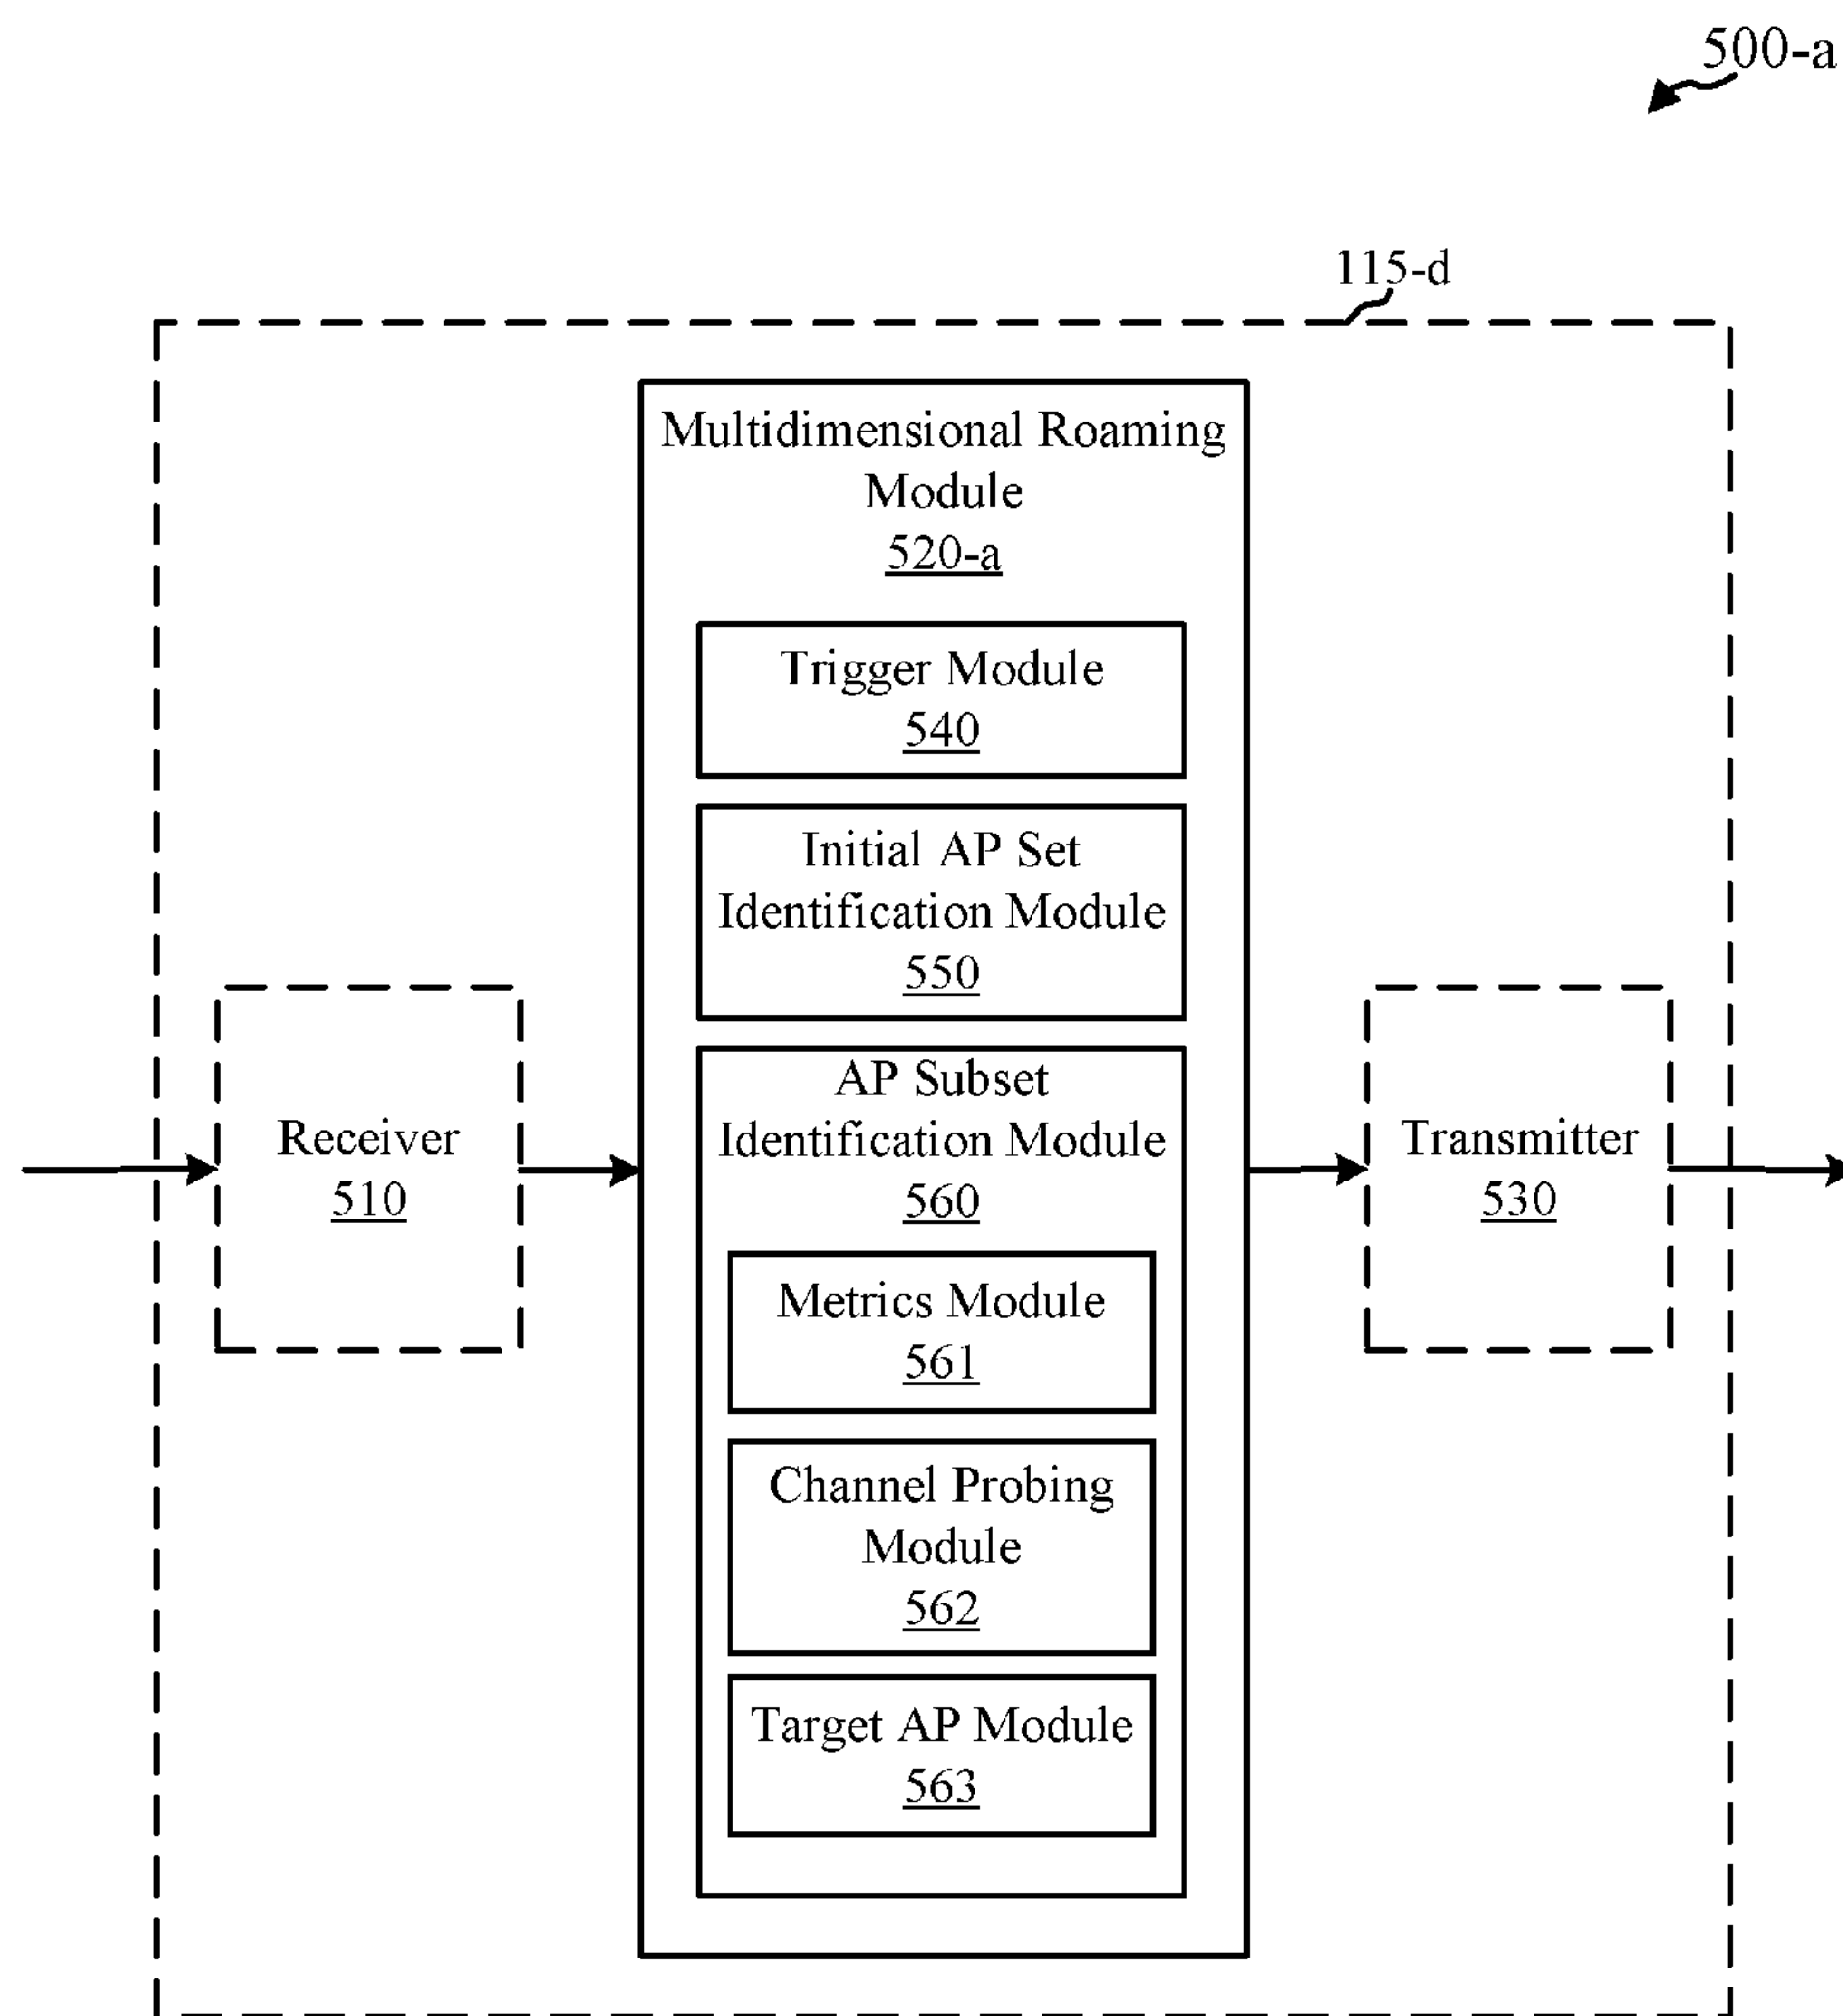 500-a
115-d
Multidimensional Roaming
Module
520-a
Trigger Module
540
Initial AP Set
Identification Module
550
AP Subset
Identification Module
560
Metrics Module
561
Channel Probing
Module
562
Target AP Module
563
Receiver
510
Transmitter
530